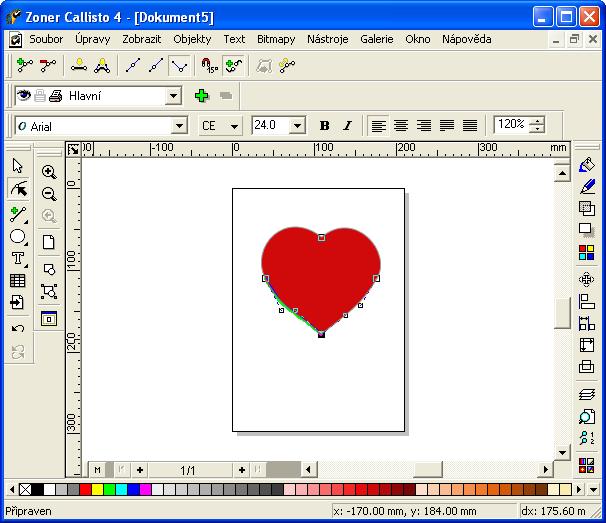 Zoner Callisto 4 - [Dokument5]
Soubor Úpravy Zobrazit Objekty Text Bitmapy Nástroje Galerie Okno Nápověda
15°
Hlavní
O Arial CE 24.0 B I 120%
-100 0 100 200 300 mm
0
100
200
300
M 1/1
Připraven x: -170.00 mm, y: 184.00 mm dx: 175.60 m